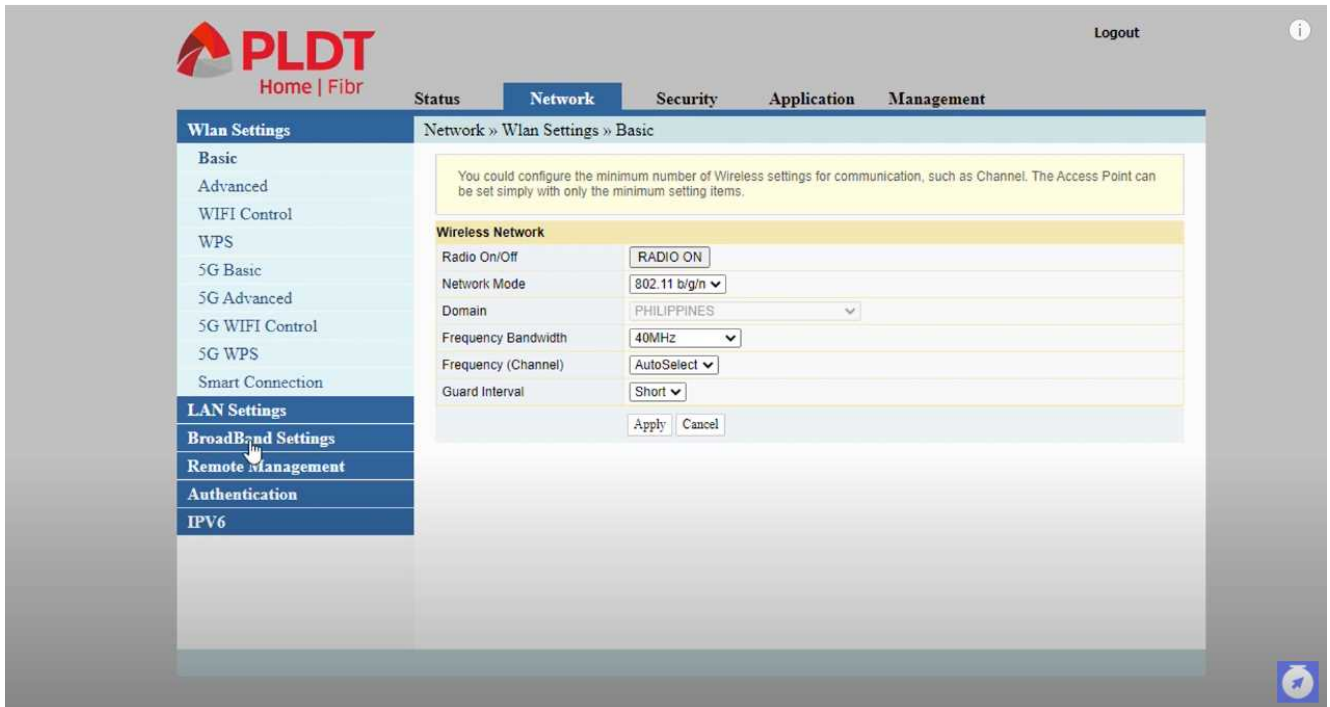 PLDT
Home | Fibr
Logout
Status Network Security Application Management
Wlan Settings
Basic
Advanced
WIFI Control
WPS
5G Basic
5G Advanced
5G WIFI Control
5G WPS
Smart Connection
LAN Settings
BroadBand Settings
Remote Management
Authentication
IPV6
Network » Wlan Settings » Basic
You could configure the minimum number of Wireless settings for communication, such as Channel. The Access Point can
be set simply with only the minimum setting items.
Wireless Network
Radio On/Off RADIO ON
Network Mode 802.11 b/g/n
Domain PHILIPPINES
Frequency Bandwidth 40MHz
Frequency (Channel) AutoSelect
Guard Interval Short
Apply Cancel